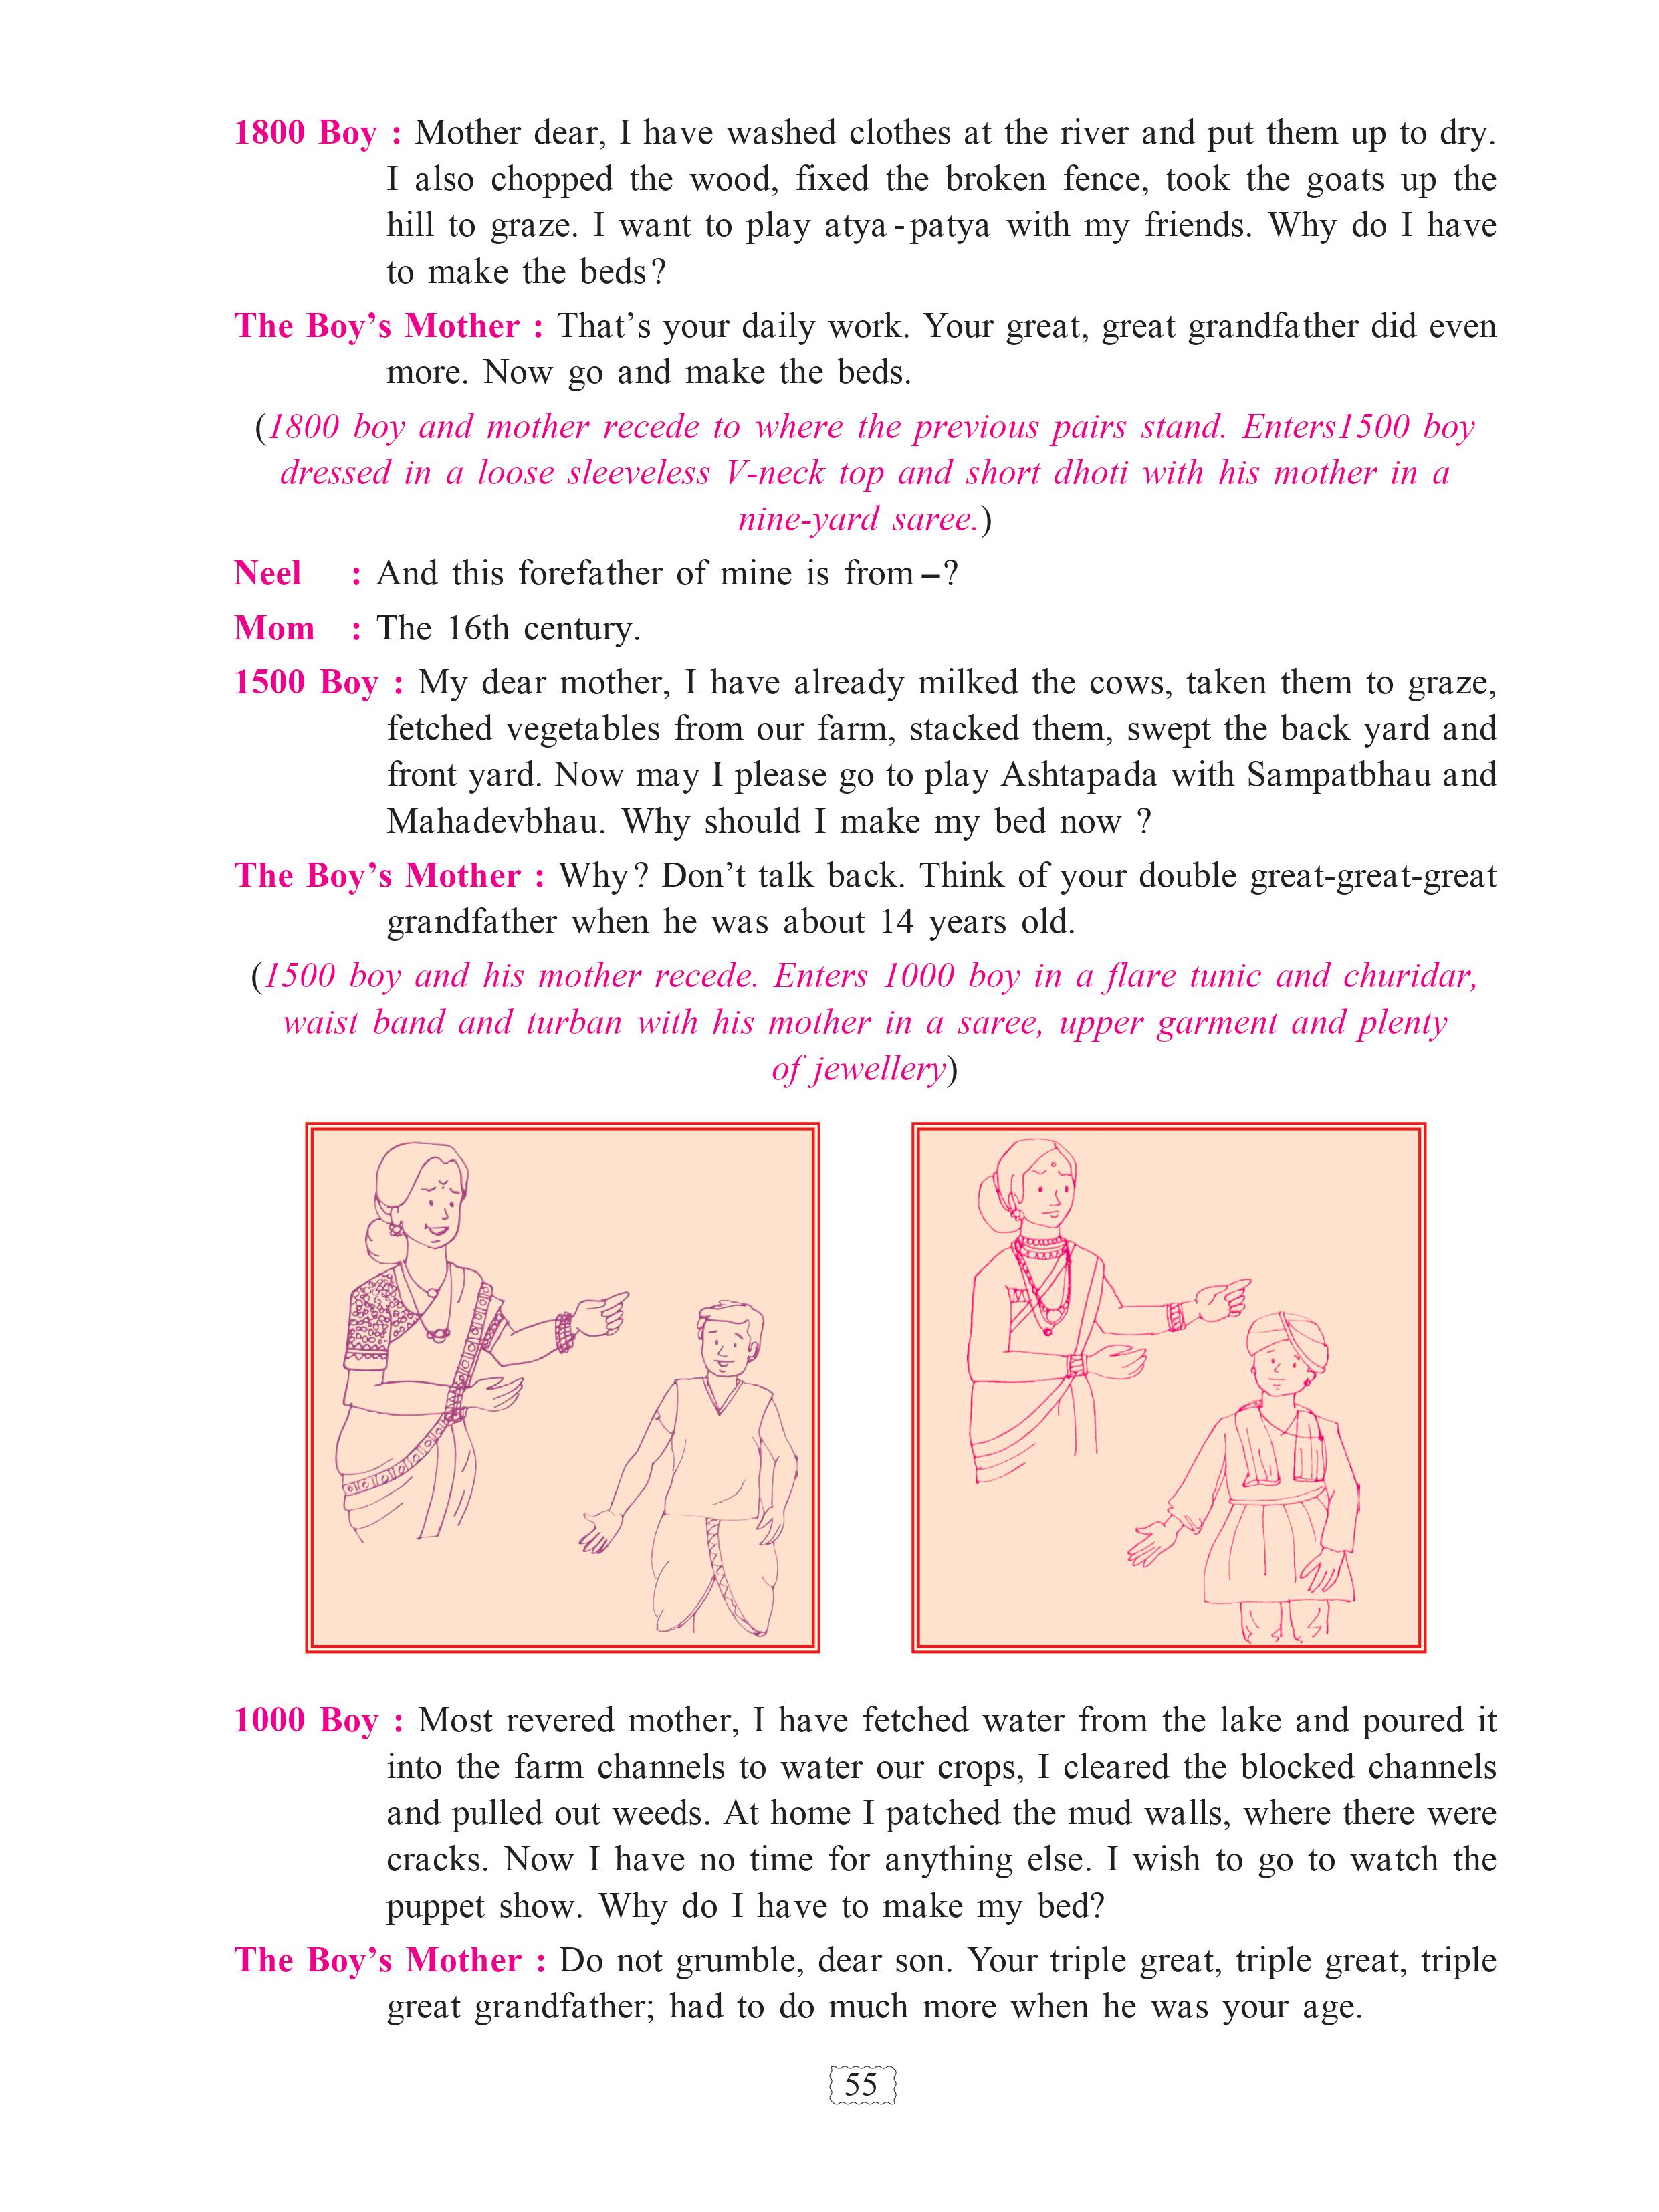 1800 Boy : Mother dear, I have washed clothes at the river and put them up to dry.
I also chopped the wood, fixed the broken fence, took the goats up the
hill to graze. I want to play atya-patya with my friends. Why do I have
to make the beds?
The Boy's Mother : That's your daily work. Your great, great grandfather did even
more. Now go and make the beds.
(1800 boy and mother recede to where the previous pairs stand. Enters1500 boy
dressed in a loose sleeveless V-neck top and short dhoti with his mother in a
nine-yard saree.)
Neel : And this forefather of mine is from –?
Mom : The 16th century.
1500 Boy : My dear mother, I have already milked the cows, taken them to graze,
fetched vegetables from our farm, stacked them, swept the back yard and
front yard. Now may I please go to play Ashtapada with Sampatbhau and
Mahadevbhau. Why should I make my bed now ?
The Boy's Mother : Why? Don't talk back. Think of your double great-great-great
grandfather when he was about 14 years old.
(1500 boy and his mother recede. Enters 1000 boy in a flare tunic and churidar,
waist band and turban with his mother in a saree, upper garment and plenty
of jewellery)
1000 Boy : Most revered mother, I have fetched water from the lake and poured it
into the farm channels to water our crops, I cleared the blocked channels
and pulled out weeds. At home I patched the mud walls, where there were
cracks. Now I have no time for anything else. I wish to go to watch the
puppet show. Why do I have to make my bed?
The Boy's Mother : Do not grumble, dear son. Your triple great, triple great, triple
great grandfather; had to do much more when he was your age.
55